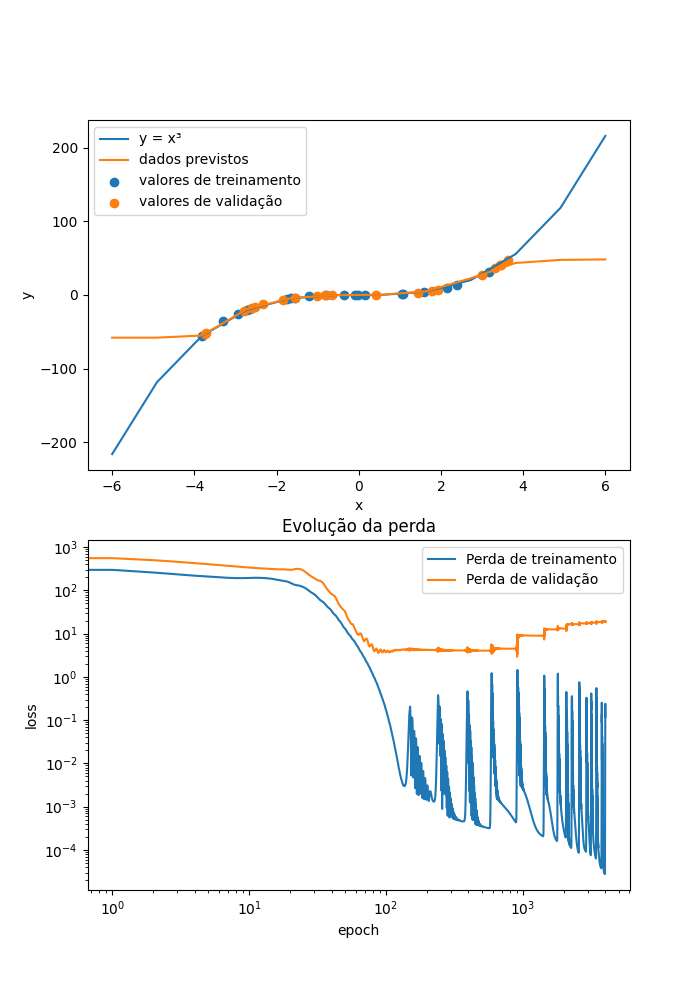 y = x³
dados previstos
valores de treinamento
valores de validação
200
100
0
−100
−200
y
−6
−4
−2
0
2
4
6
x
Evolução da perda
Perda de treinamento
Perda de validação
10³
10²
10¹
10⁰
10⁻¹
10⁻²
10⁻³
10⁻⁴
loss
10⁰
10¹
10²
10³
epoch